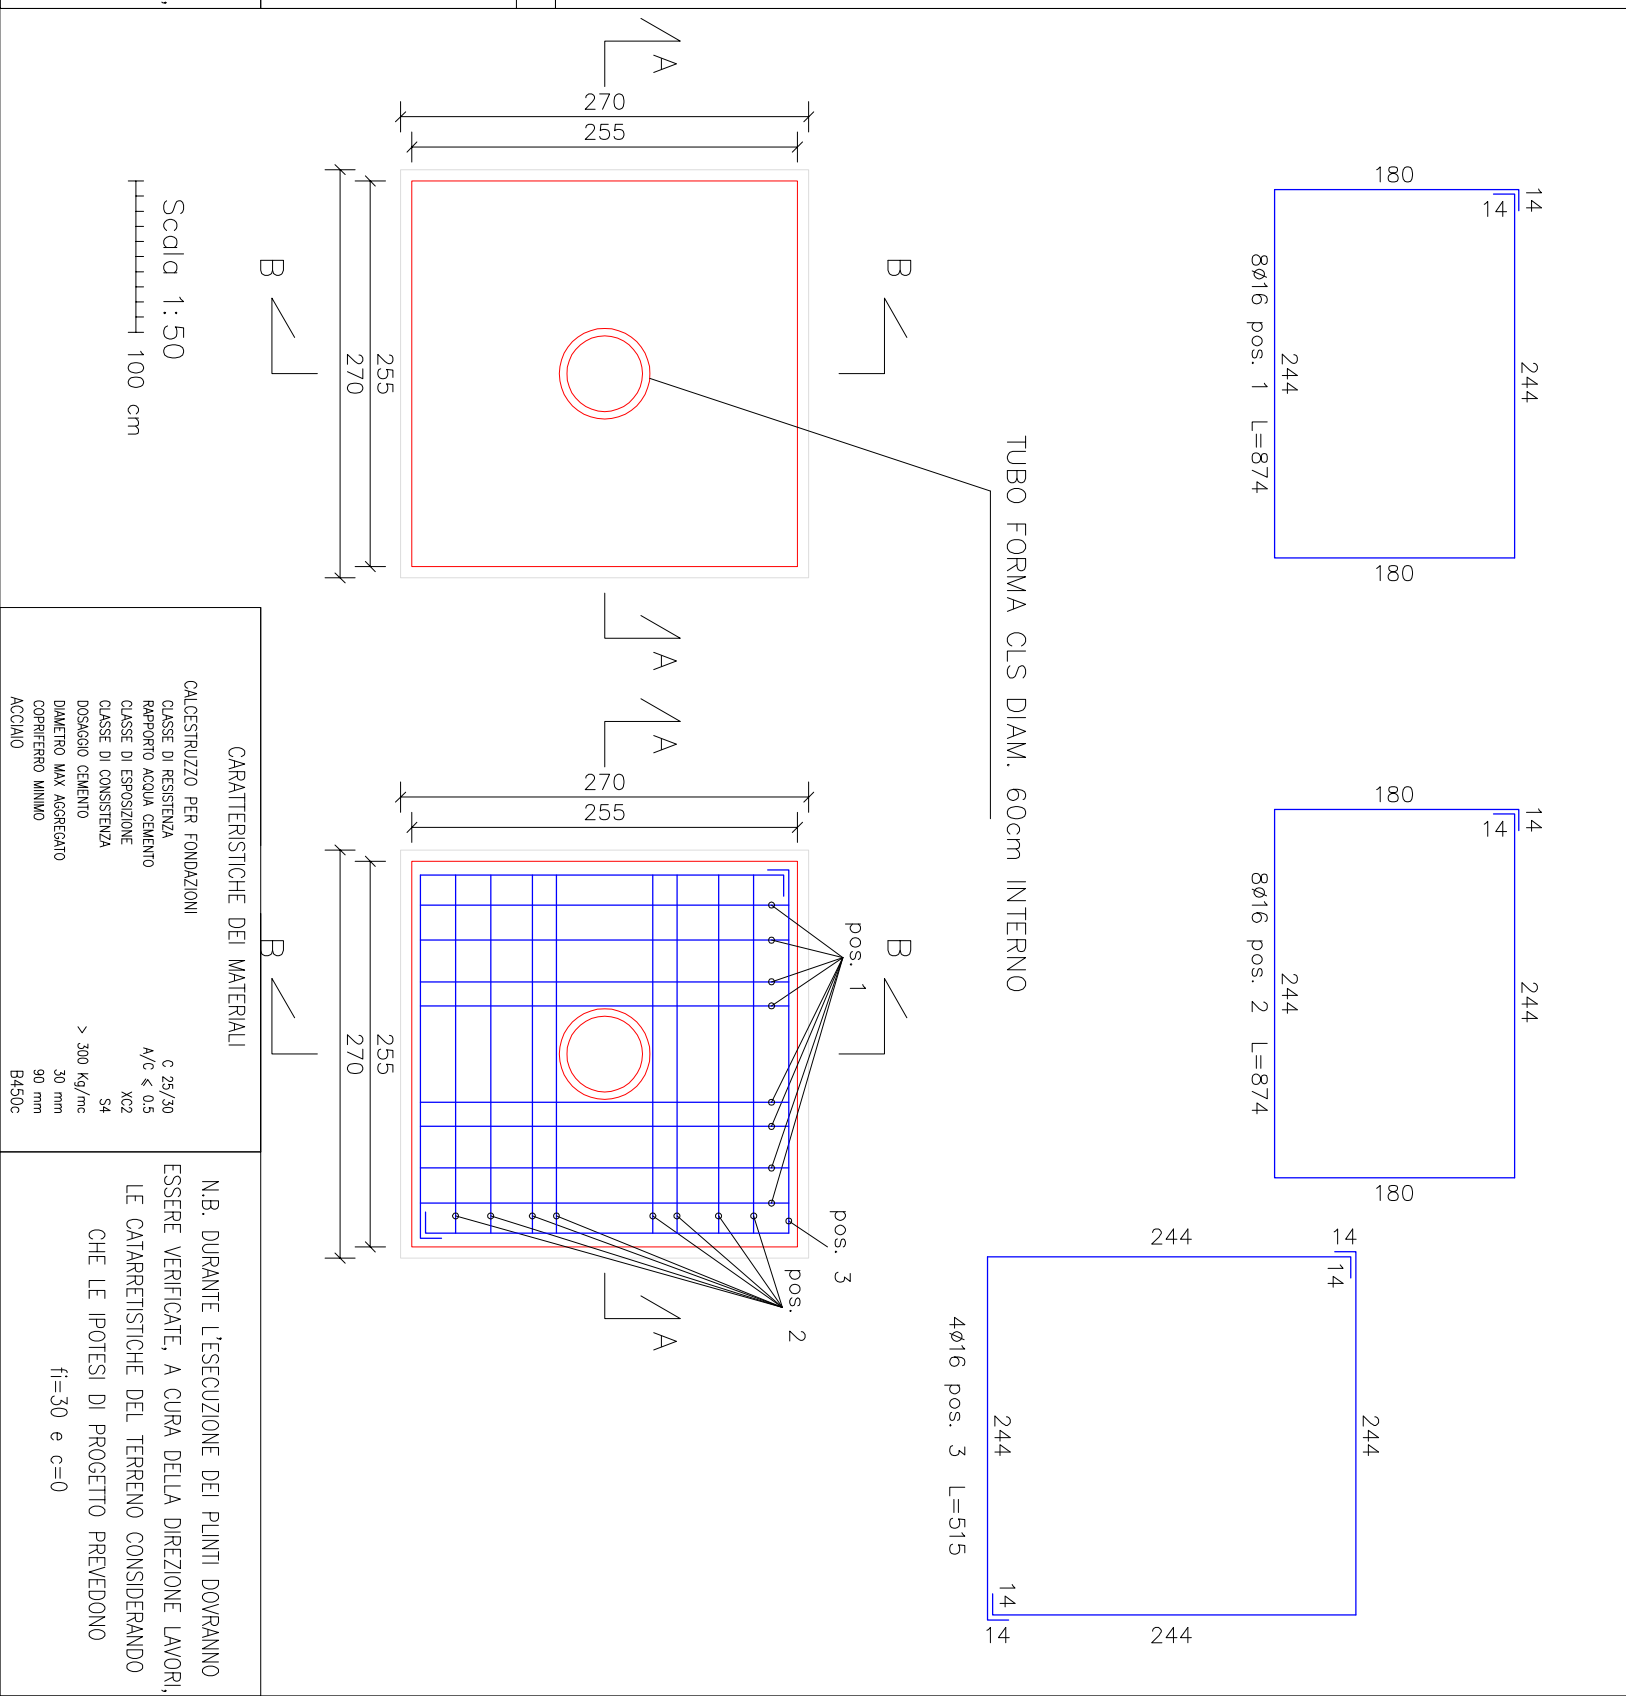 180
14
14
244
244
180
8ø16 pos. 1 L=874
180
14
14
244
244
180
8ø16 pos. 2 L=874
244
14
14
244
244
14
14
244
4ø16 pos. 3 L=515
TUBO FORMA CLS DIAM. 60cm INTERNO
A
270
255
B
B
255
270
A
Scala 1:50
100 cm
A
270
255
B
pos. 1
pos. 3
pos. 2
B
255
270
A
CARATTERISTICHE DEI MATERIALI
CALCESTRUZZO PER FONDAZIONI
CLASSE DI RESISTENZA C 25/30
RAPPORTO ACQUA CEMENTO A/C ≤ 0.5
CLASSE DI ESPOSIZIONE XC2
CLASSE DI CONSISTENZA S4
DOSAGGIO CEMENTO > 300 Kg/mc
DIAMETRO MAX AGGREGATO 30 mm
COPRIFERRO MINIMO 90 mm
ACCIAIO B450c
N.B. DURANTE L'ESECUZIONE DEI PLINTI DOVRANNO
ESSERE VERIFICATE, A CURA DELLA DIREZIONE LAVORI,
LE CATARRETISTICHE DEL TERRENO CONSIDERANDO
CHE LE IPOTESI DI PROGETTO PREVEDONO
fi=30 e c=0